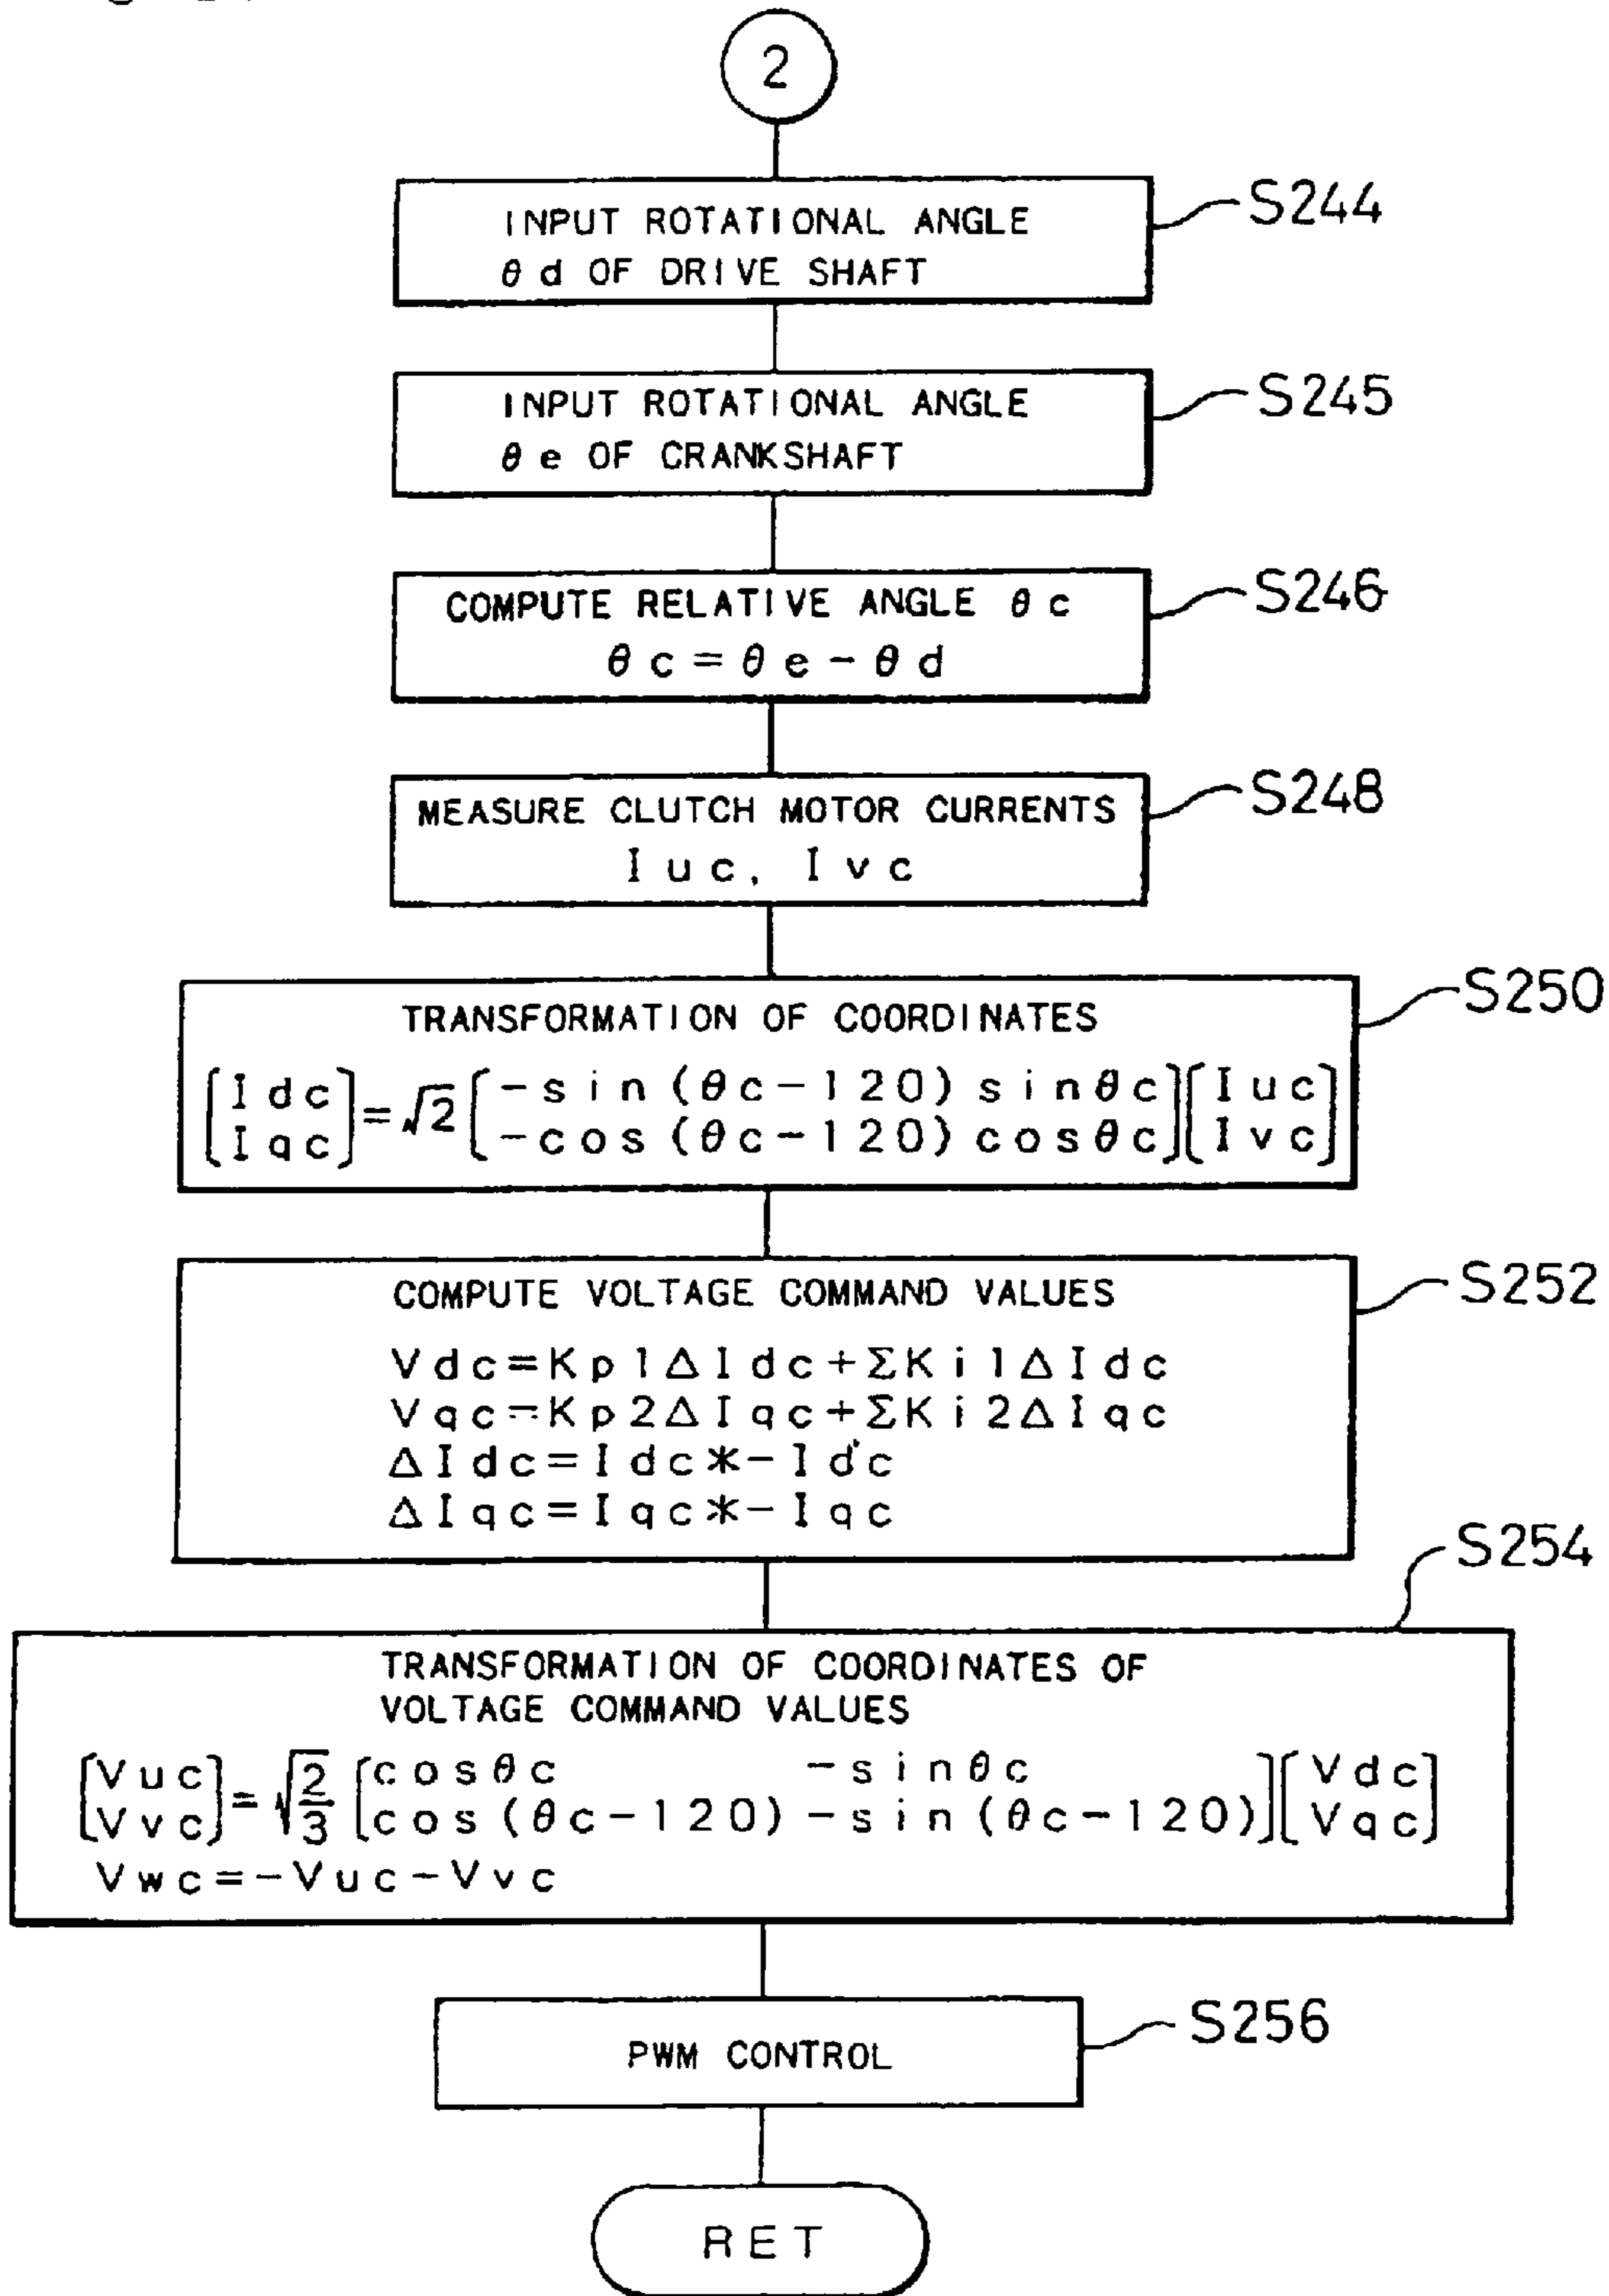 2
INPUT ROTATIONAL ANGLE
θd OF DRIVE SHAFT
S244
INPUT ROTATIONAL ANGLE
θe OF CRANKSHAFT
S245
COMPUTE RELATIVE ANGLE θc
θc=θe-θd
S246
MEASURE CLUTCH MOTOR CURRENTS
Iuc, Ivc
S248
TRANSFORMATION OF COORDINATES
[Idc]=√2[-sin(θc-120) sinθc][Iuc]
[Iqc] [-cos(θc-120) cosθc][Ivc]
S250
COMPUTE VOLTAGE COMMAND VALUES
Vdc=Kp1ΔIdc+ΣKi1ΔIdc
Vqc=Kp2ΔIqc+ΣKi2ΔIqc
ΔIdc=Idc*-Idc
ΔIqc=Iqc*-Iqc
S252
TRANSFORMATION OF COORDINATES OF
VOLTAGE COMMAND VALUES
[Vuc]=√2/3[cosθc -sinθc][Vdc]
[Vvc] [cos(θc-120) -sin(θc-120)][Vqc]
Vwc=-Vuc-Vvc
S254
PWM CONTROL
S256
RET